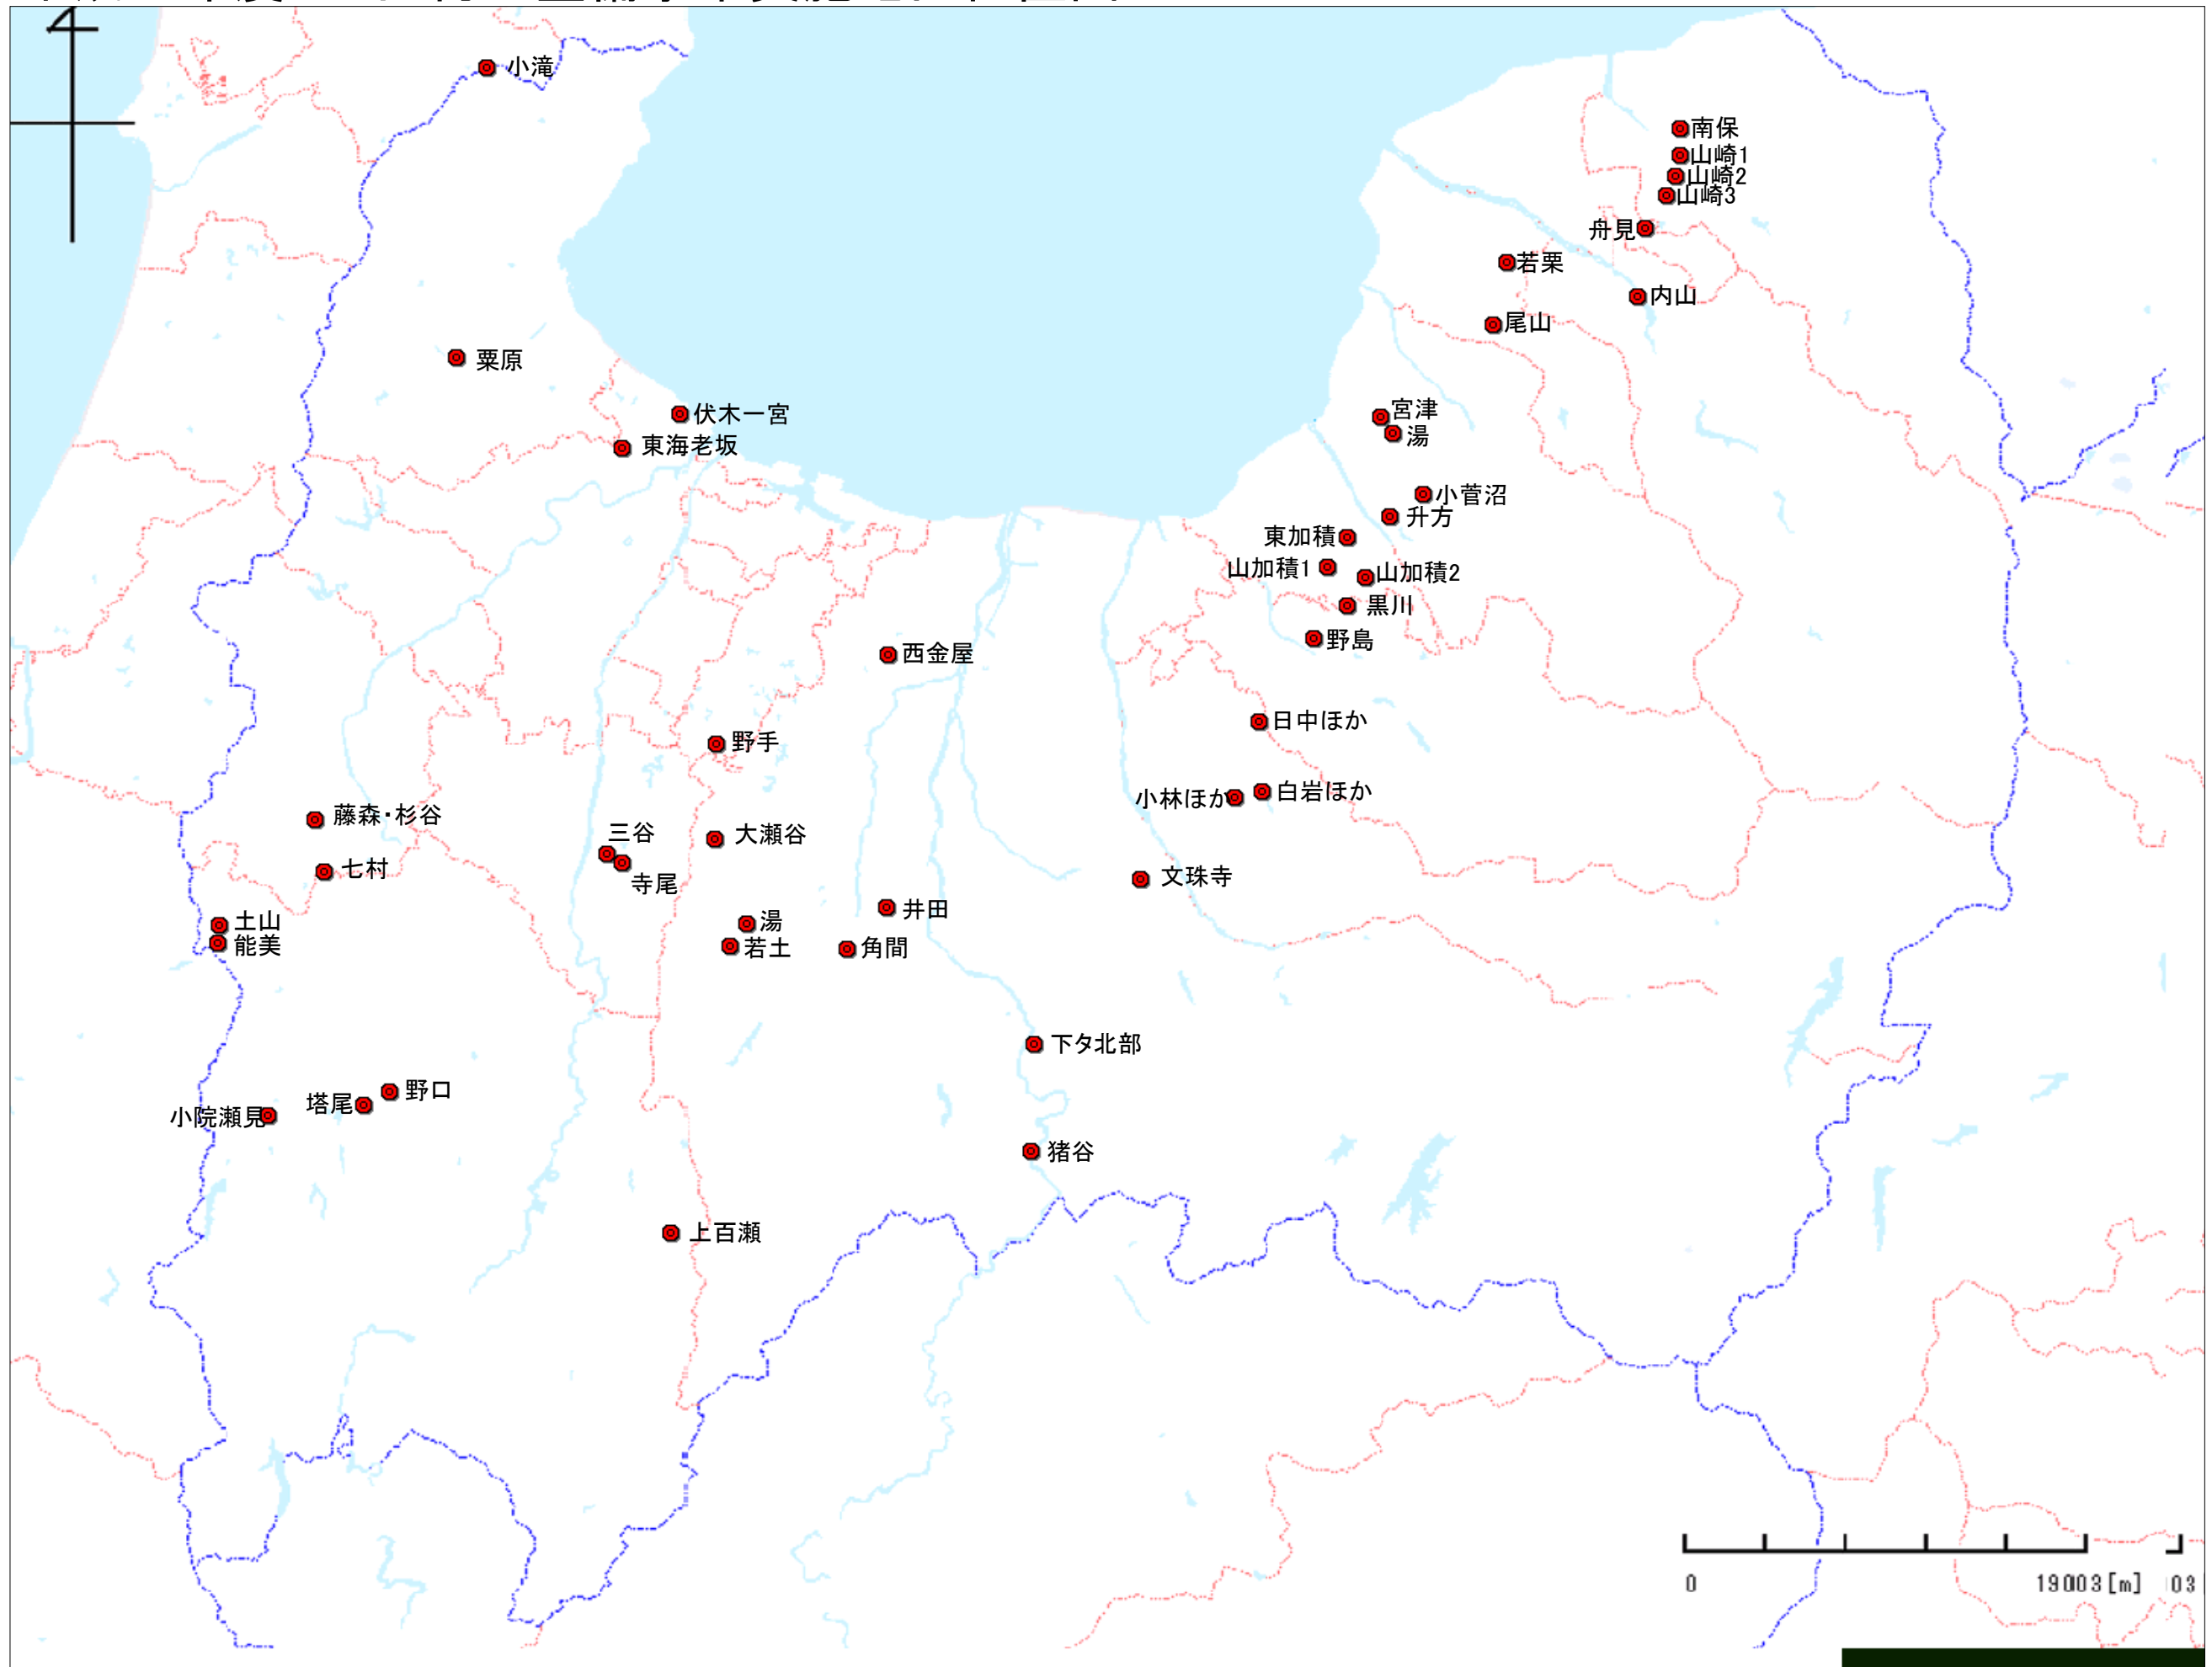 小滝
南保
山崎1
山崎2
山崎3
舟見
若栗
内山
尾山
粟原
伏木一宮
宮津
湯
東海老坂
小菅沼
升方
東加積
山加積1
山加積2
黒川
野島
西金屋
日中ほか
野手
白岩ほか
小林ほか
藤森・杉谷
三谷
大瀬谷
七村
寺尾
文珠寺
井田
湯
土山
能美
若土
角間
下タ北部
野口
塔尾
小院瀬見
猪谷
上百瀬
0
19003[m]
03